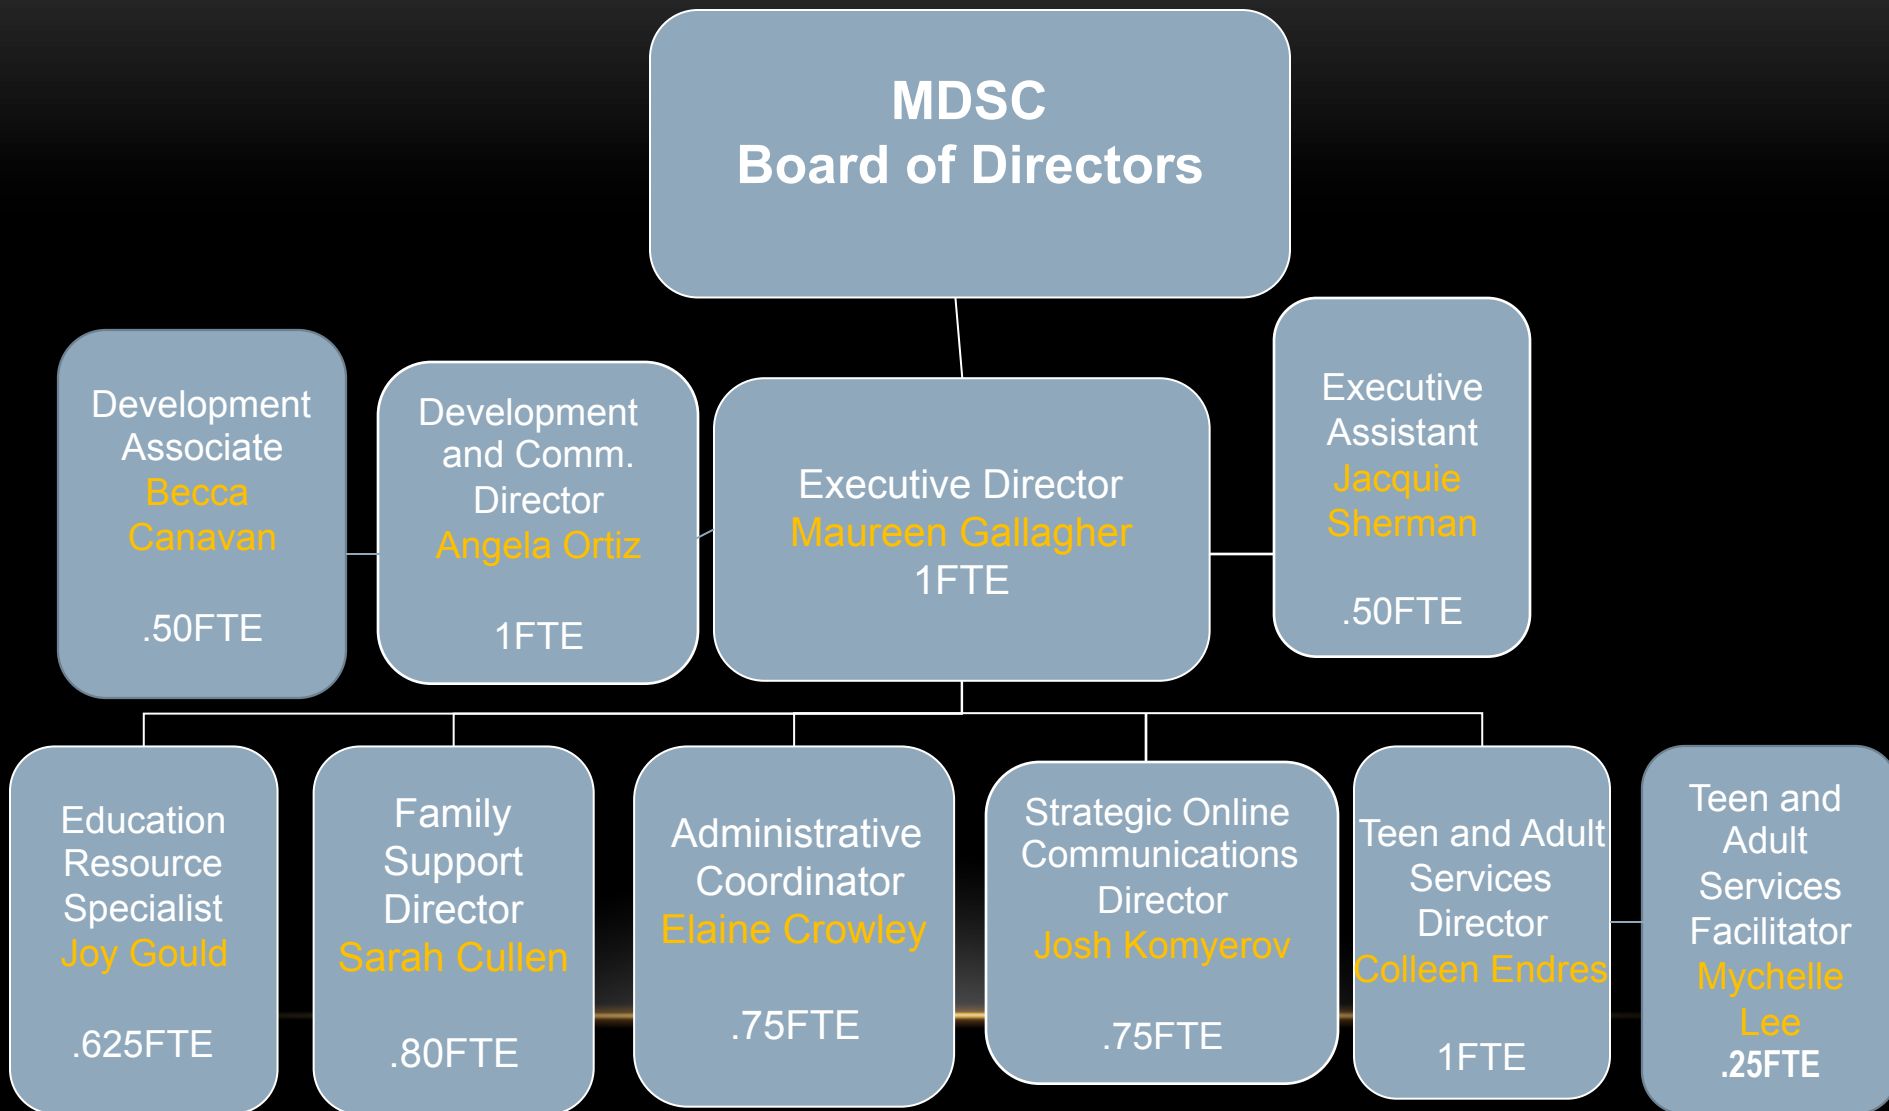 MDSC
Board of Directors
Development
Associate
Becca
Canavan
.50FTE
Development
and Comm.
Director
Angela Ortiz
1FTE
Executive Director
Maureen Gallagher
1FTE
Executive
Assistant
Jacquie
Sherman
.50FTE
Education
Resource
Specialist
Joy Gould
.625FTE
Family
Support
Director
Sarah Cullen
.80FTE
Administrative
Coordinator
Elaine Crowley
.75FTE
Strategic Online
Communications
Director
Josh Komyerov
.75FTE
Teen and Adult
Services
Director
Colleen Endres
1FTE
Teen and
Adult
Services
Facilitator
Mychelle
Lee
.25FTE